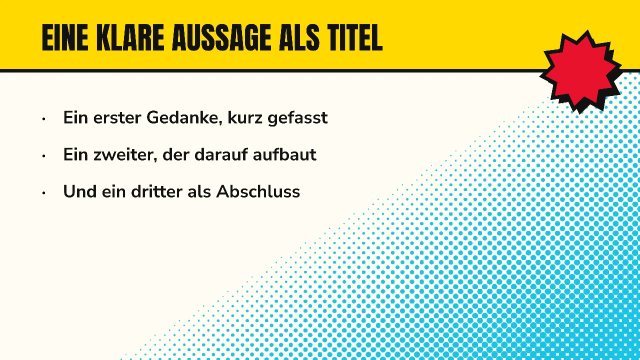 EINE KLARE AUSSAGE ALS TITEL
· Ein erster Gedanke, kurz gefasst
· Ein zweiter, der darauf aufbaut
· Und ein dritter als Abschluss